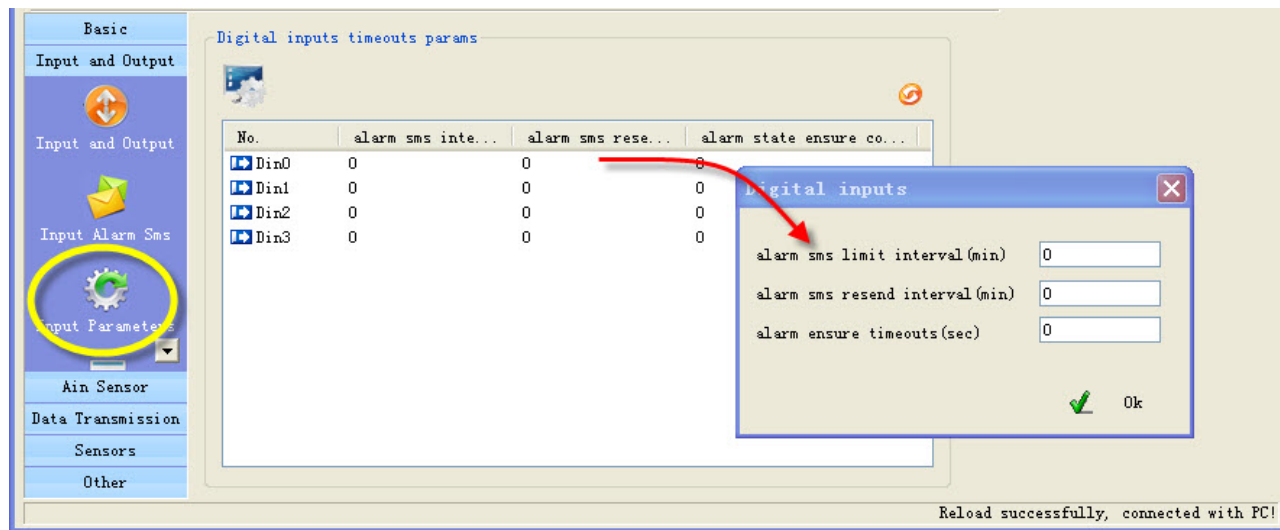 Basic
Input and Output
Input and Output
Input Alarm Sms
Input Parameters
Ain Sensor
Data Transmission
Sensors
Other
Digital inputs timeouts params
No. alarm sms inte... alarm sms rese... alarm state ensure co...
Din0 0 0 0
Din1 0 0 0
Din2 0 0 0
Din3 0 0 0
Digital inputs
alarm sms limit interval(min) 0
alarm sms resend interval(min) 0
alarm ensure timeouts(sec) 0
Ok
Reload successfully, connected with PC!